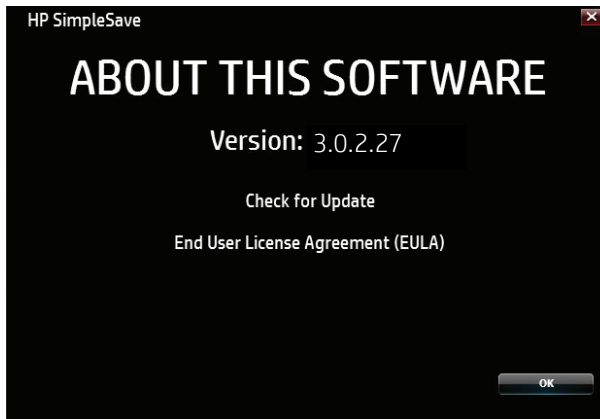 HP SimpleSave
ABOUT THIS SOFTWARE
Version: 3.0.2.27
Check for Update
End User License Agreement (EULA)
OK